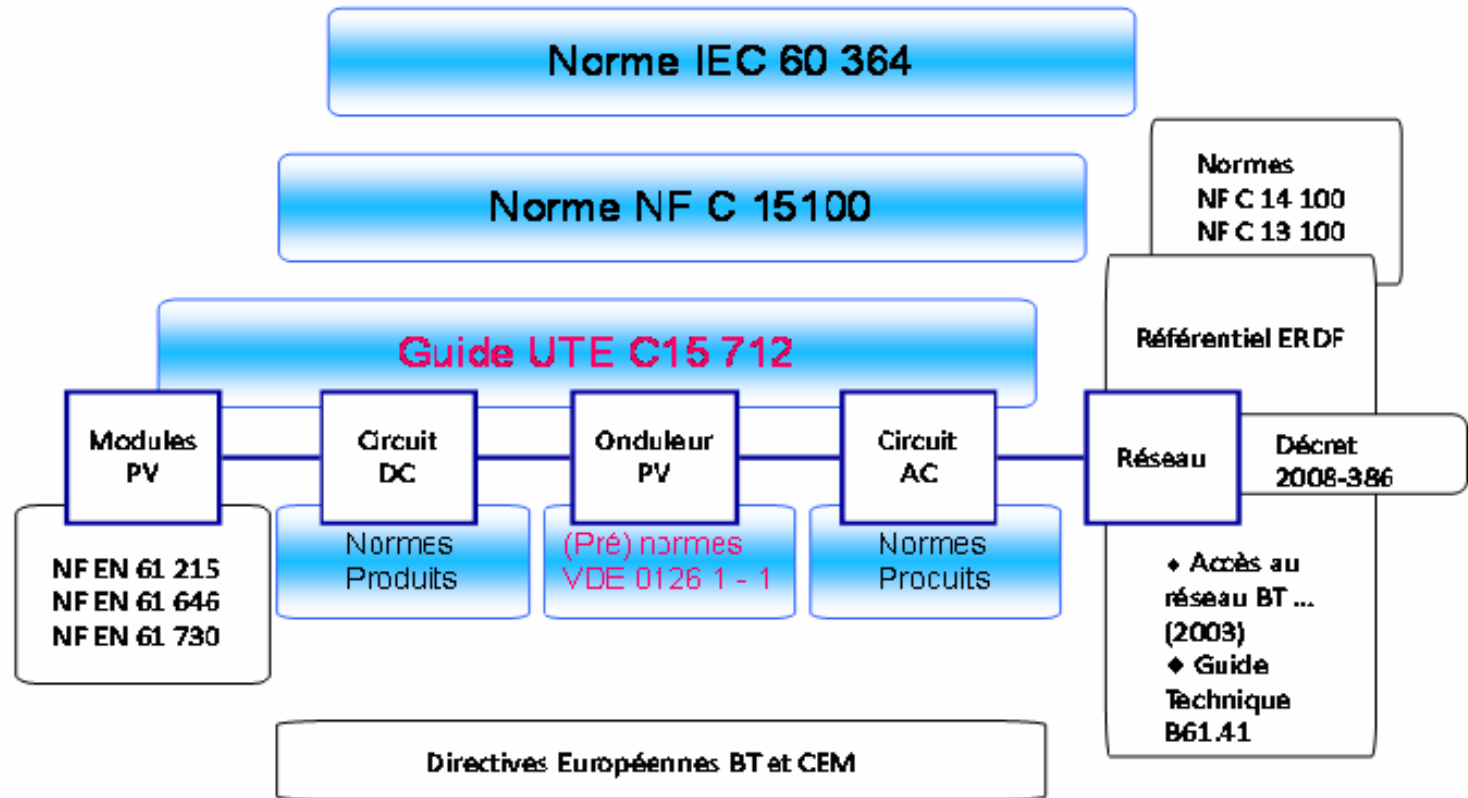 Norme IEC 60 364
Normes
NF C 14 100
NF C 13 100
Norme NF C 15100
Référentiel ERDF
Guide UTE C15 712
Modules
PV
Circuit
DC
Onduleur
PV
Circuit
AC
Réseau
Décret
2008-386
NF EN 61 215
NF EN 61 646
NF EN 61 730
Normes
Produits
(Pré) normes
VDE 0126 1 - 1
Normes
Procuits
♦ Accès au
réseau BT ...
(2003)
♦ Guide
Technique
B61.41
Directives Européennes BT et CEM